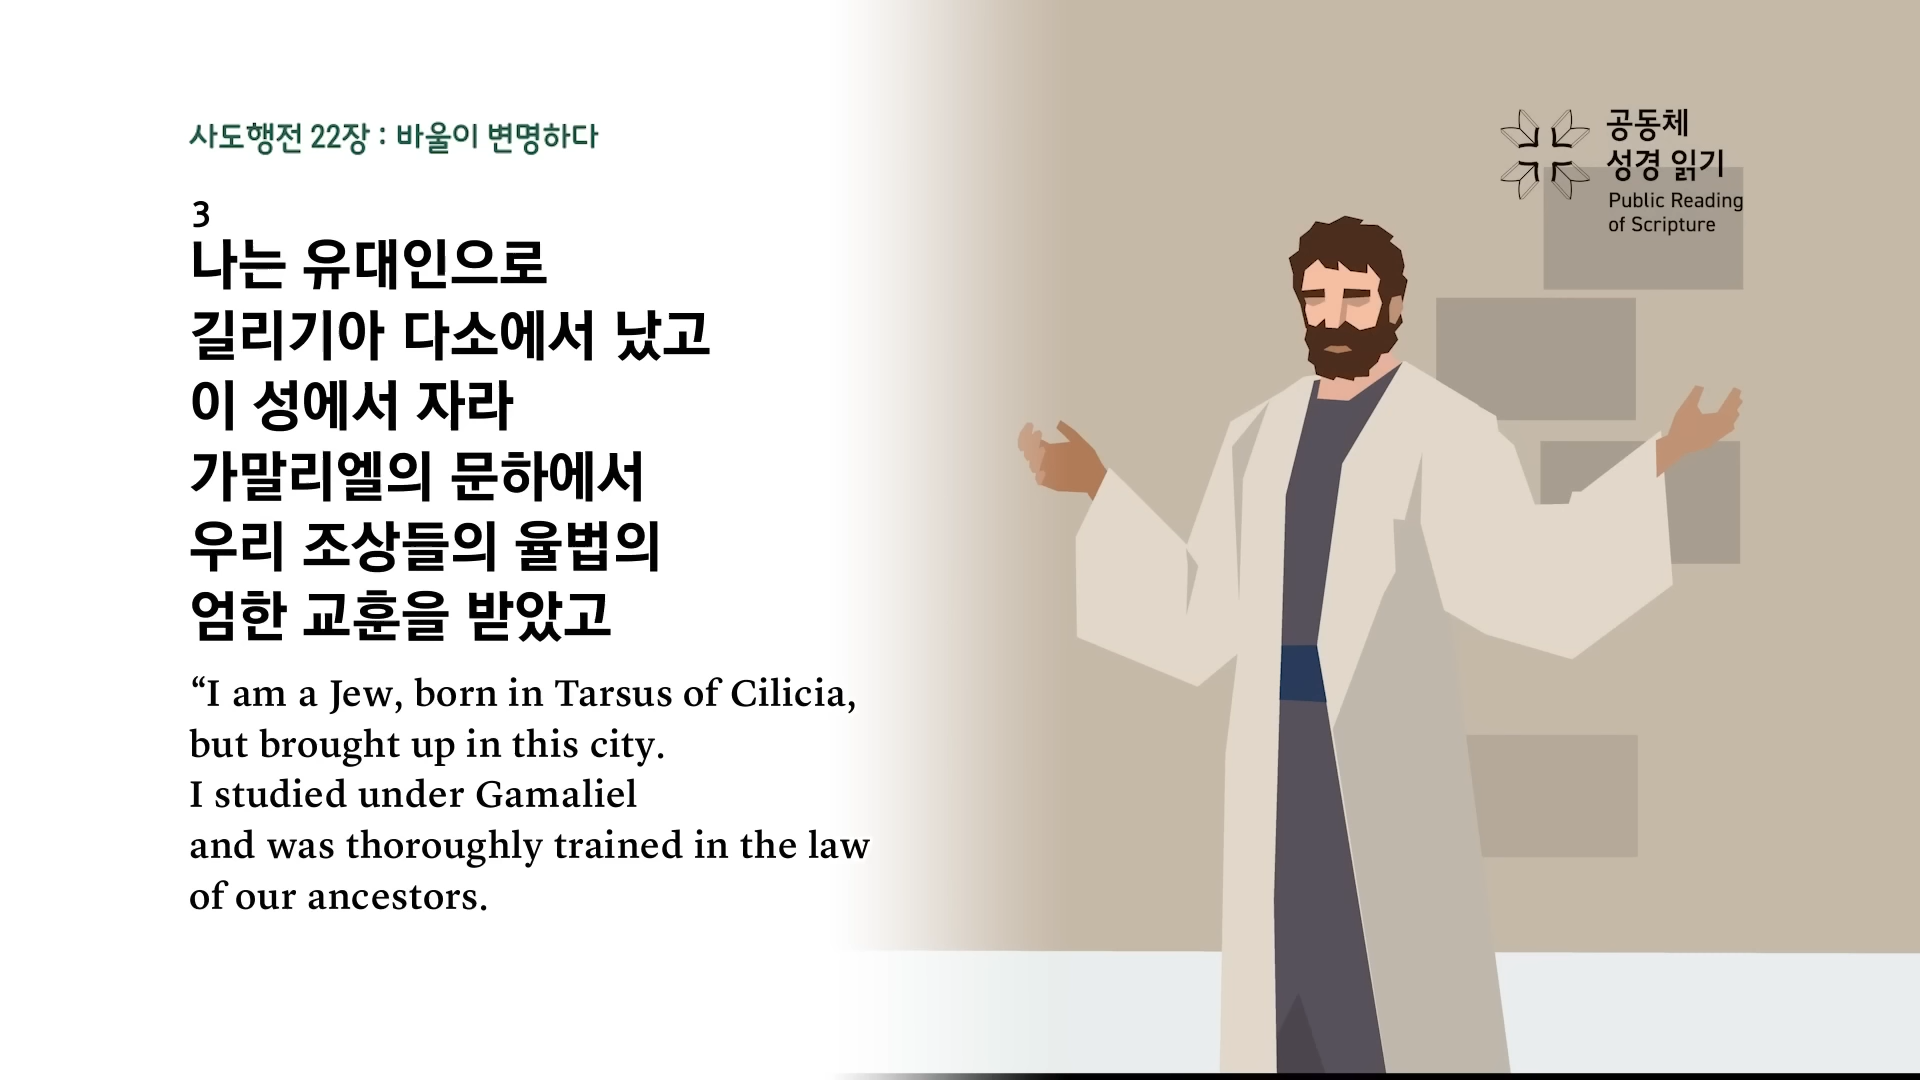 사도행전 22장 : 바울이 변명하다
3
나는 유대인으로
길리기아 다소에서 났고
이 성에서 자라
가말리엘의 문하에서
우리 조상들의 율법의
엄한 교훈을 받았고
“I am a Jew, born in Tarsus of Cilicia,
but brought up in this city.
I studied under Gamaliel
and was thoroughly trained in the law
of our ancestors.
공동체
성경 읽기
Public Reading
of Scripture